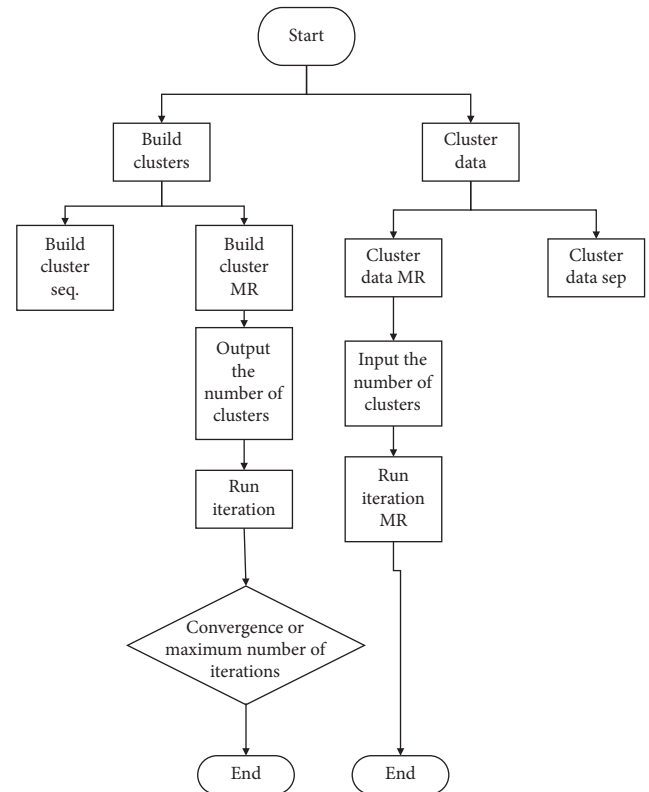 Start
Build
clusters
Cluster
data
Build
cluster
seq.
Build
cluster
MR
Cluster
data MR
Cluster
data sep
Output
the
number of
clusters
Input the
number of
clusters
Run
iteration
Run
iteration
MR
Convergence or
maximum number of
iterations
End
End